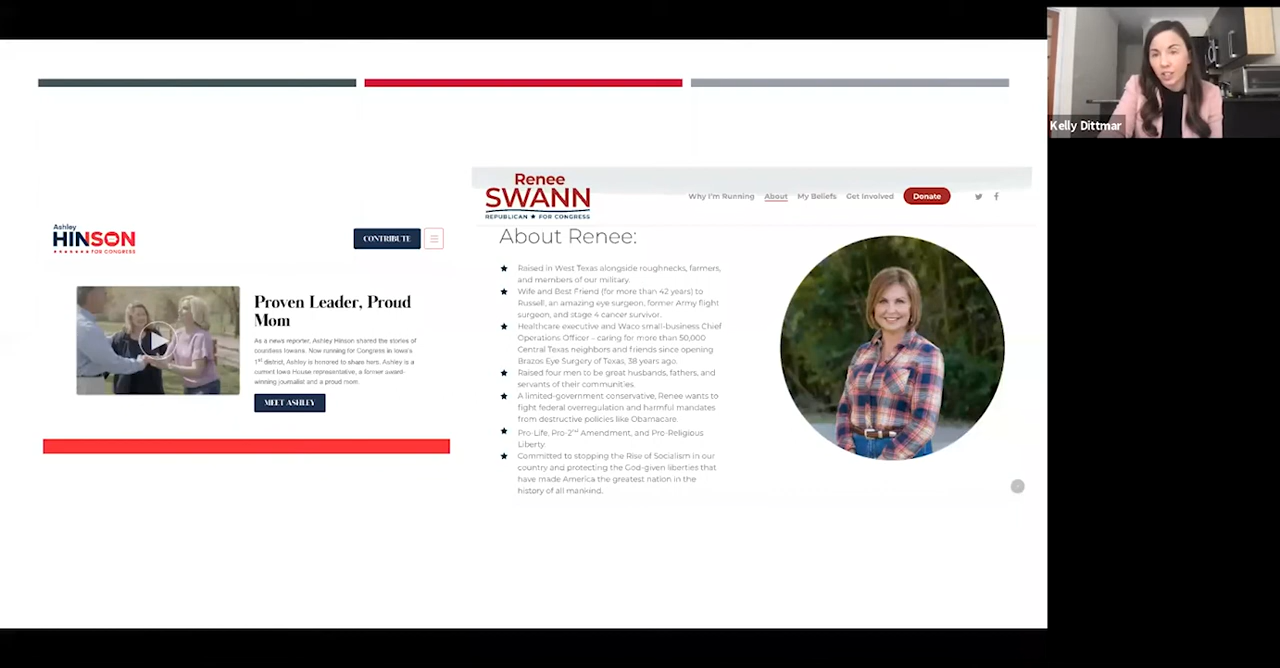 Ashley
HINSON
FOR CONGRESS
CONTRIBUTE
Proven Leader, Proud
Mom
As a news reporter, Ashley Hinson shared the stories of
countless Iowans. Now running for Congress in Iowa's
1st district, Ashley is honored to share hers. Ashley is a
current Iowa House representative, a former award-
winning journalist and a proud mom.
MEET ASHLEY
Renee
SWANN
REPUBLICAN ★ FOR CONGRESS
Why I'm Running About My Beliefs Get Involved Donate
About Renee:
Raised in West Texas alongside roughnecks, farmers,
and members of our military.
Wife and Best Friend (for more than 42 years) to
Russell, an amazing eye surgeon, former Army flight
surgeon, and stage 4 cancer survivor.
Healthcare executive and Waco small-business Chief
Operations Officer – caring for more than 50,000
Central Texas neighbors and friends since opening
Brazos Eye Surgery of Texas, 38 years ago.
Raised four men to be great husbands, fathers, and
servants of their communities.
A limited-government conservative, Renee wants to
fight federal overregulation and harmful mandates
from destructive policies like Obamacare.
Pro-Life, Pro-2nd Amendment, and Pro-Religious
Liberty
Committed to stopping the Rise of Socialism in our
country and protecting the God-given liberties that
have made America the greatest nation in the
history of all mankind.
Kelly Dittmar